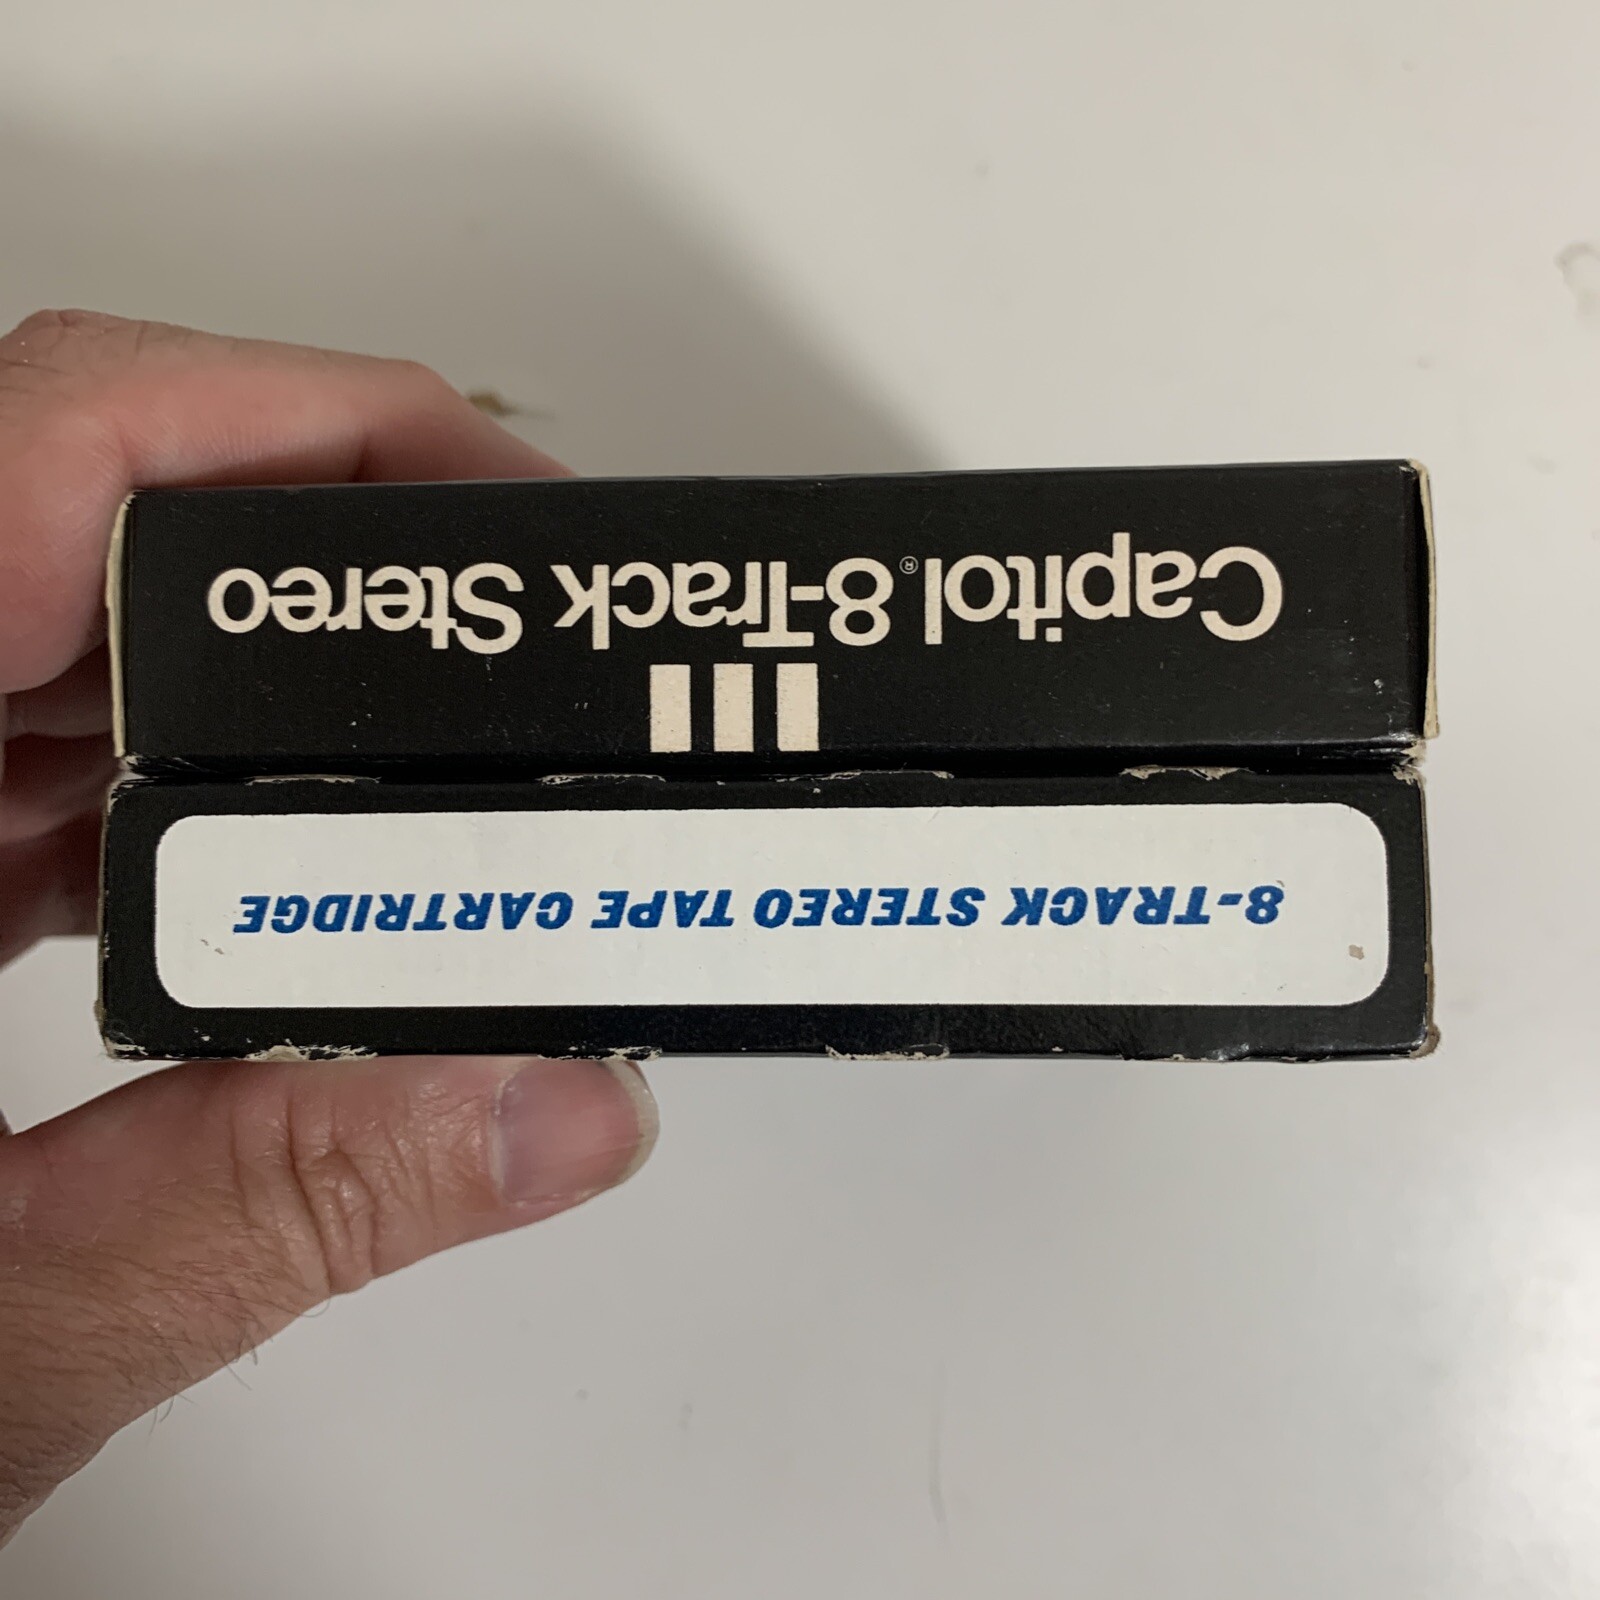 Capitol® 8-Track Stereo
8-TRACK STEREO TAPE CARTRIDGE